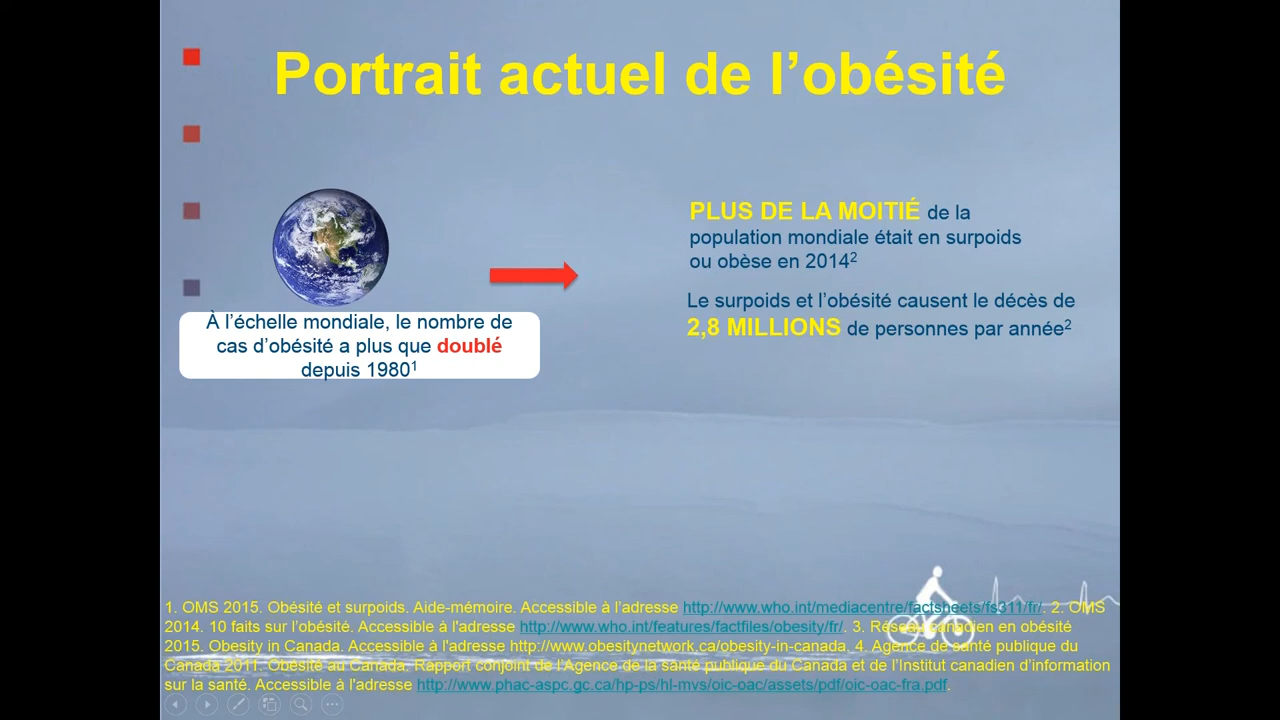 Portrait actuel de l’obésité
À l’échelle mondiale, le nombre de
cas d’obésité a plus que doublé
depuis 1980¹
PLUS DE LA MOITIÉ de la
population mondiale était en surpoids
ou obèse en 2014²
Le surpoids et l’obésité causent le décès de
2,8 MILLIONS de personnes par année²
1. OMS 2015. Obésité et surpoids. Aide-mémoire. Accessible à l’adresse http://www.who.int/mediacentre/factsheets/fs311/fr/. 2. OMS
2014. 10 faits sur l’obésité. Accessible à l'adresse http://www.who.int/features/factfiles/obesity/fr/. 3. Réseau canadien en obésité
2015. Obesity in Canada. Accessible à l'adresse http://www.obesitynetwork.ca/obesity-in-canada. 4. Agence de santé publique du
Canada 2011. Obésité au Canada. Rapport conjoint de l’Agence de la santé publique du Canada et de l’Institut canadien d’information
sur la santé. Accessible à l'adresse http://www.phac-aspc.gc.ca/hp-ps/hl-mvs/oic-oac/assets/pdf/oic-oac-fra.pdf.